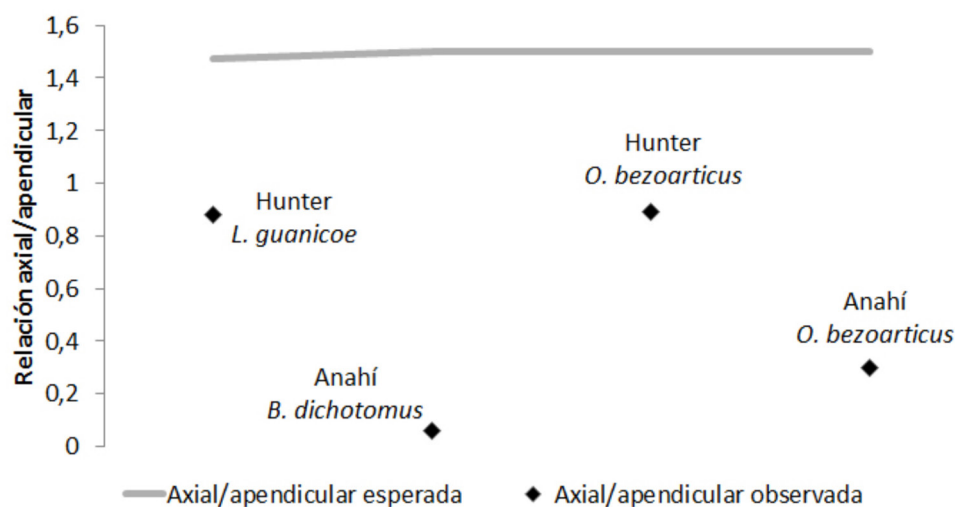 1,6
1,4
1,2
1
0,8
0,6
0,4
0,2
0
Relación axial/apendicular
Hunter
L. guanicoe
Anahí
B. dichotomus
Hunter
O. bezoarticus
Anahí
O. bezoarticus
Axial/apendicular esperada
Axial/apendicular observada